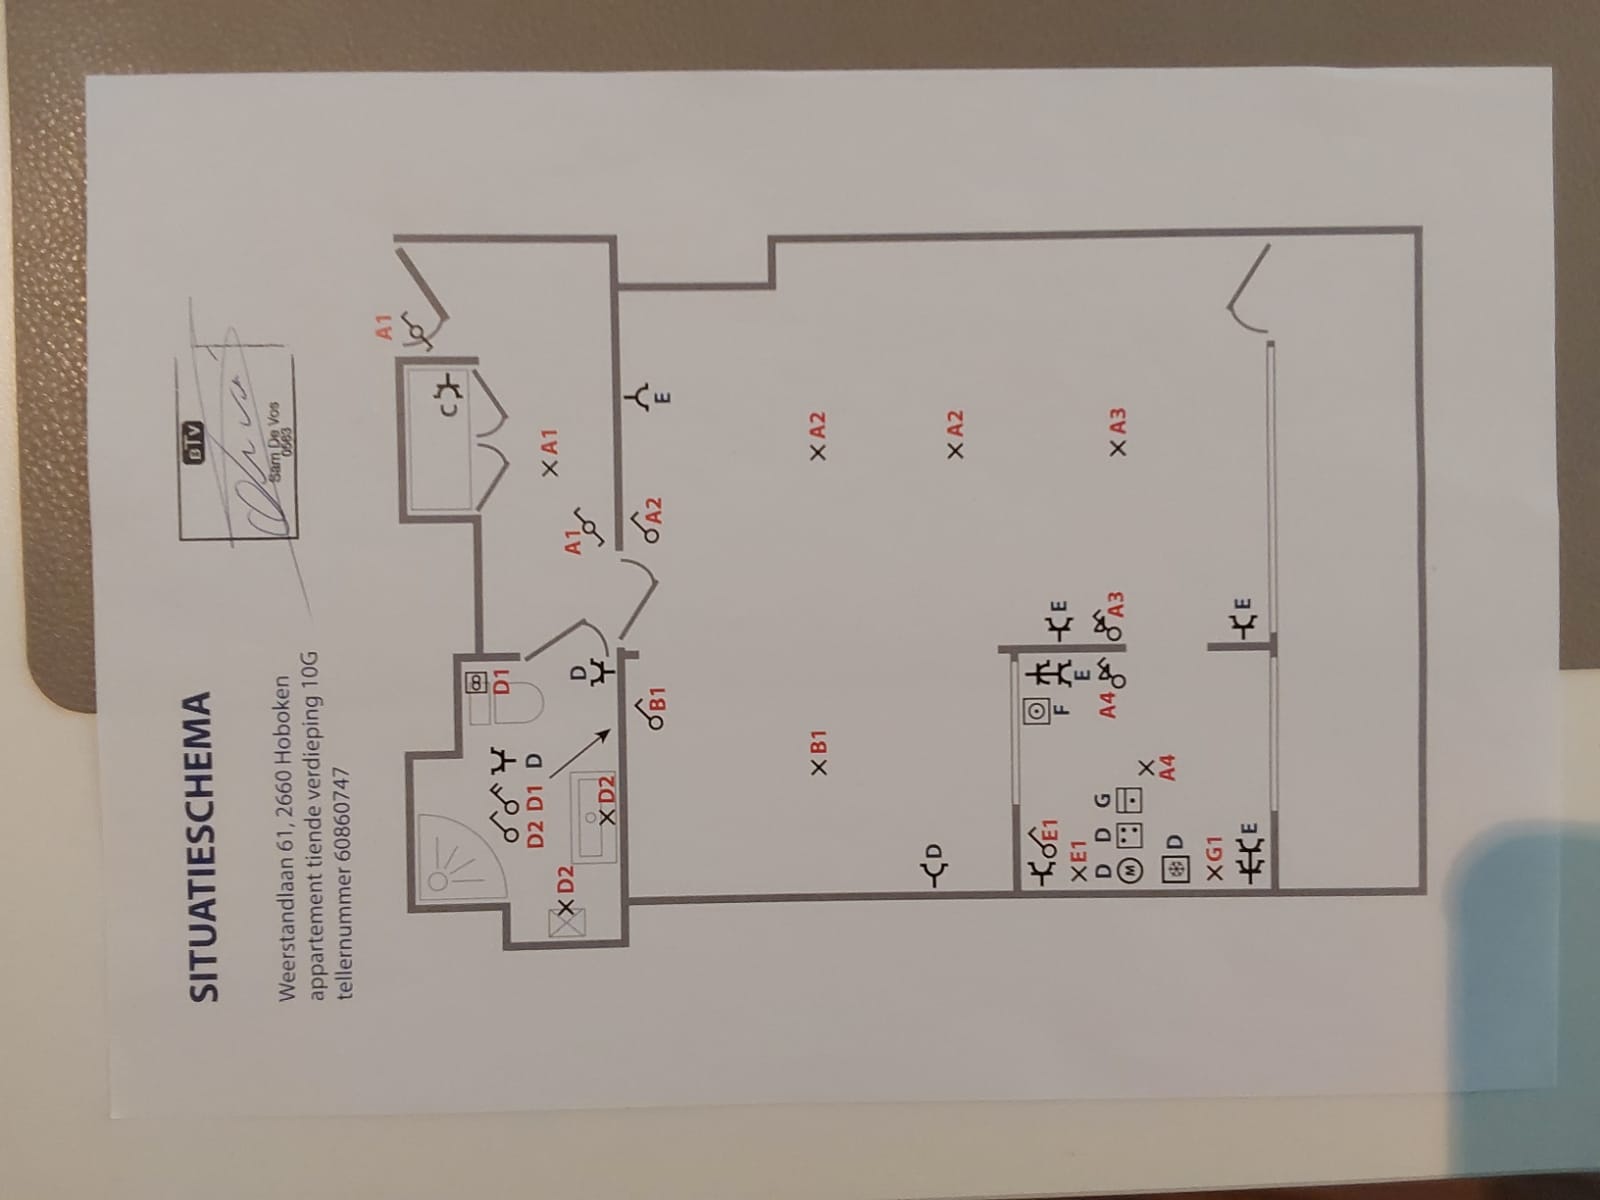 SITUATIESCHEMA
Weerstandlaan 61, 2660 Hoboken
appartement tiende verdieping 10G
tellernummer 60860747
BTV
Sam De Vos
0563
A1
C
A1
A1
D1
D
D2 D1 D
D2
D2
E
A2
B1
A2
B1
A2
D
E
A3
A3
F
E
A4
E1
E1
D D G
M
A4
D
G1
E
E